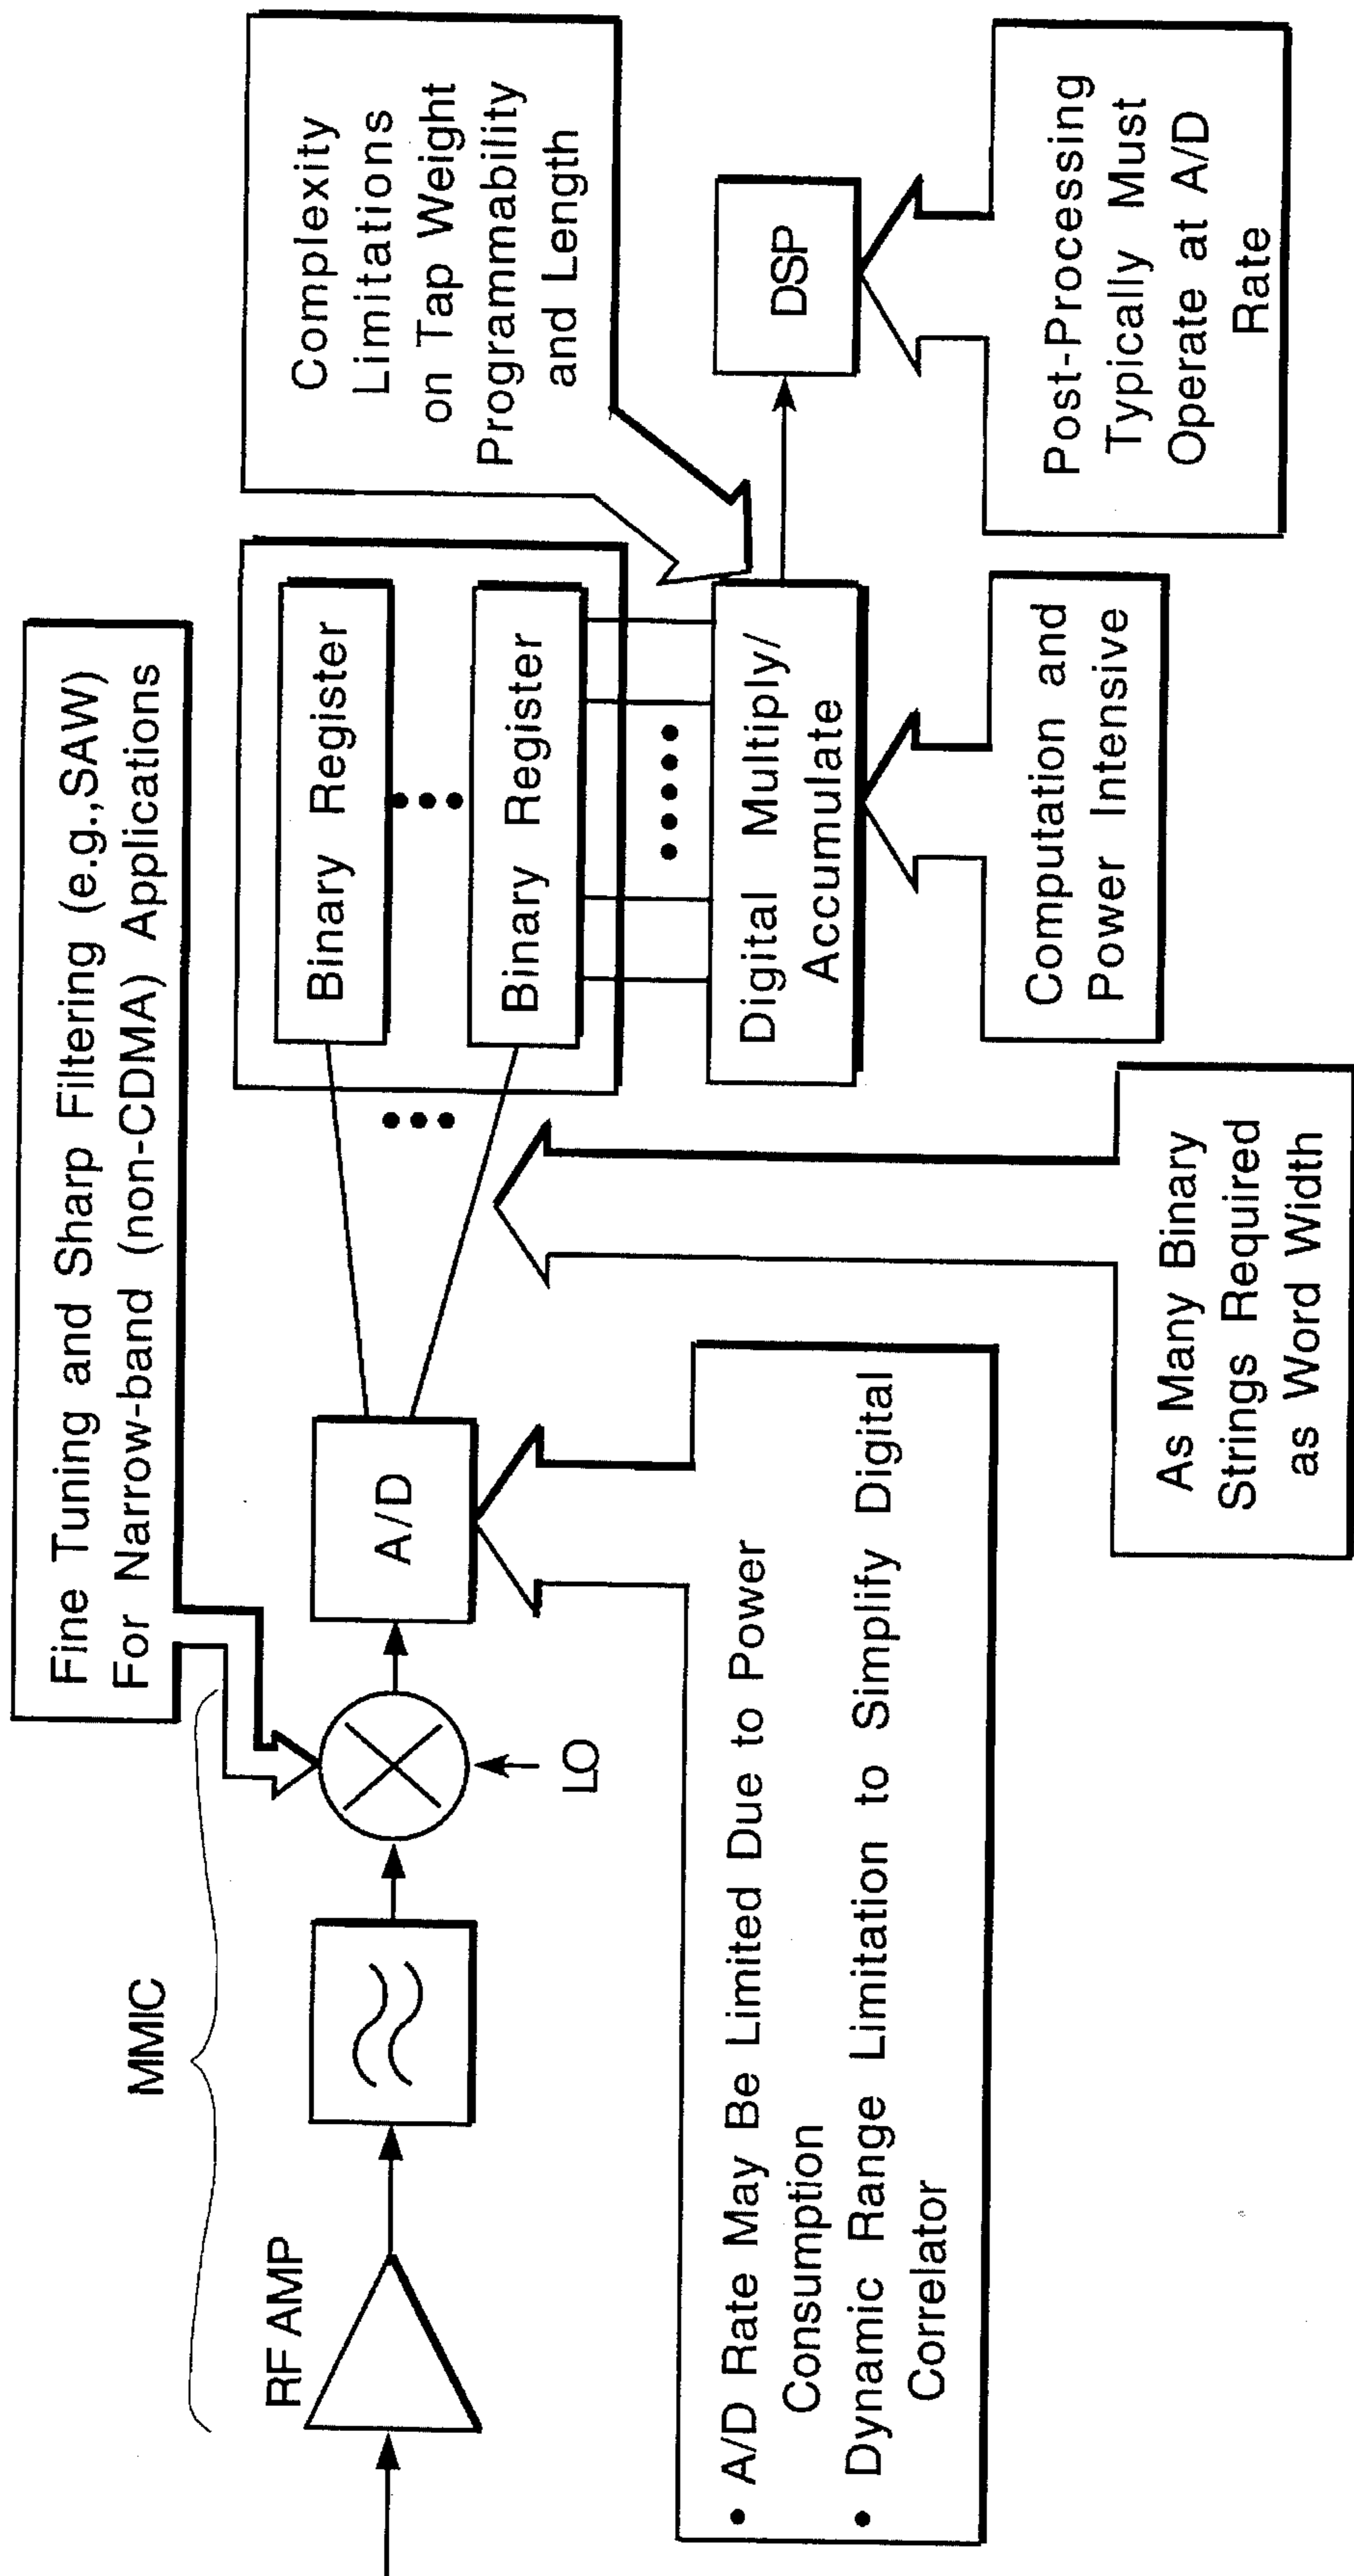 Fine Tuning and Sharp Filtering (e.g.,SAW)
For Narrow-band (non-CDMA) Applications
MMIC
RF AMP
LO
A/D
Binary Register
Binary Register
Digital Multiply/
Accumulate
DSP
Complexity
Limitations
on Tap Weight
Programmability
and Length
• A/D Rate May Be Limited Due to Power
Consumption
• Dynamic Range Limitation to Simplify Digital
Correlator
As Many Binary
Strings Required
as Word Width
Computation and
Power Intensive
Post-Processing
Typically Must
Operate at A/D
Rate